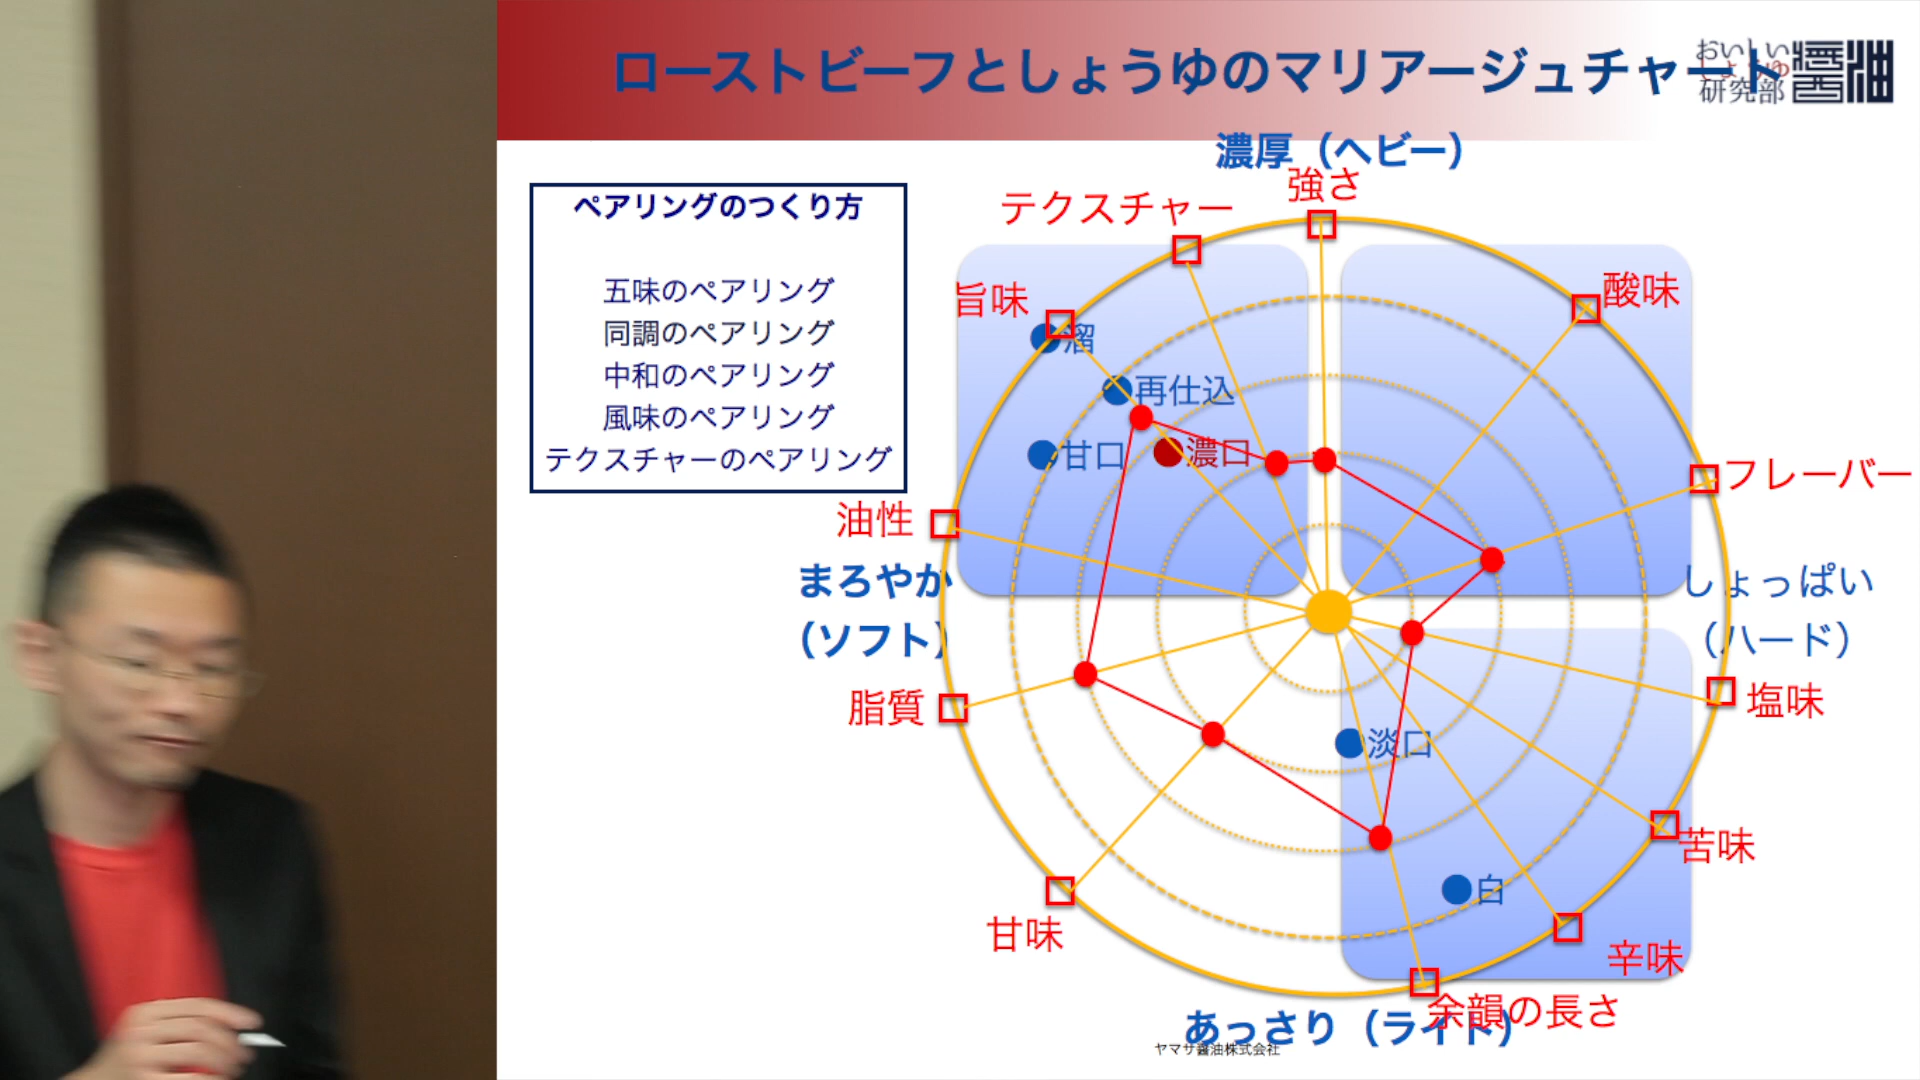 ローストビーフとしょうゆのマリアージュチャート
おいしい
しょうゆ
研究部
醤油
濃厚（ヘビー）
強さ
テクスチャー
ペアリングのつくり方
五味のペアリング
同調のペアリング
中和のペアリング
風味のペアリング
テクスチャーのペアリング
旨味
酸味
溜
再仕込
甘口
濃口
フレーバー
油性
まろやか
（ソフト）
しょっぱい
（ハード）
脂質
塩味
淡口
苦味
白
甘味
辛味
余韻の長さ
あっさり（ライト）
ヤマサ醤油株式会社